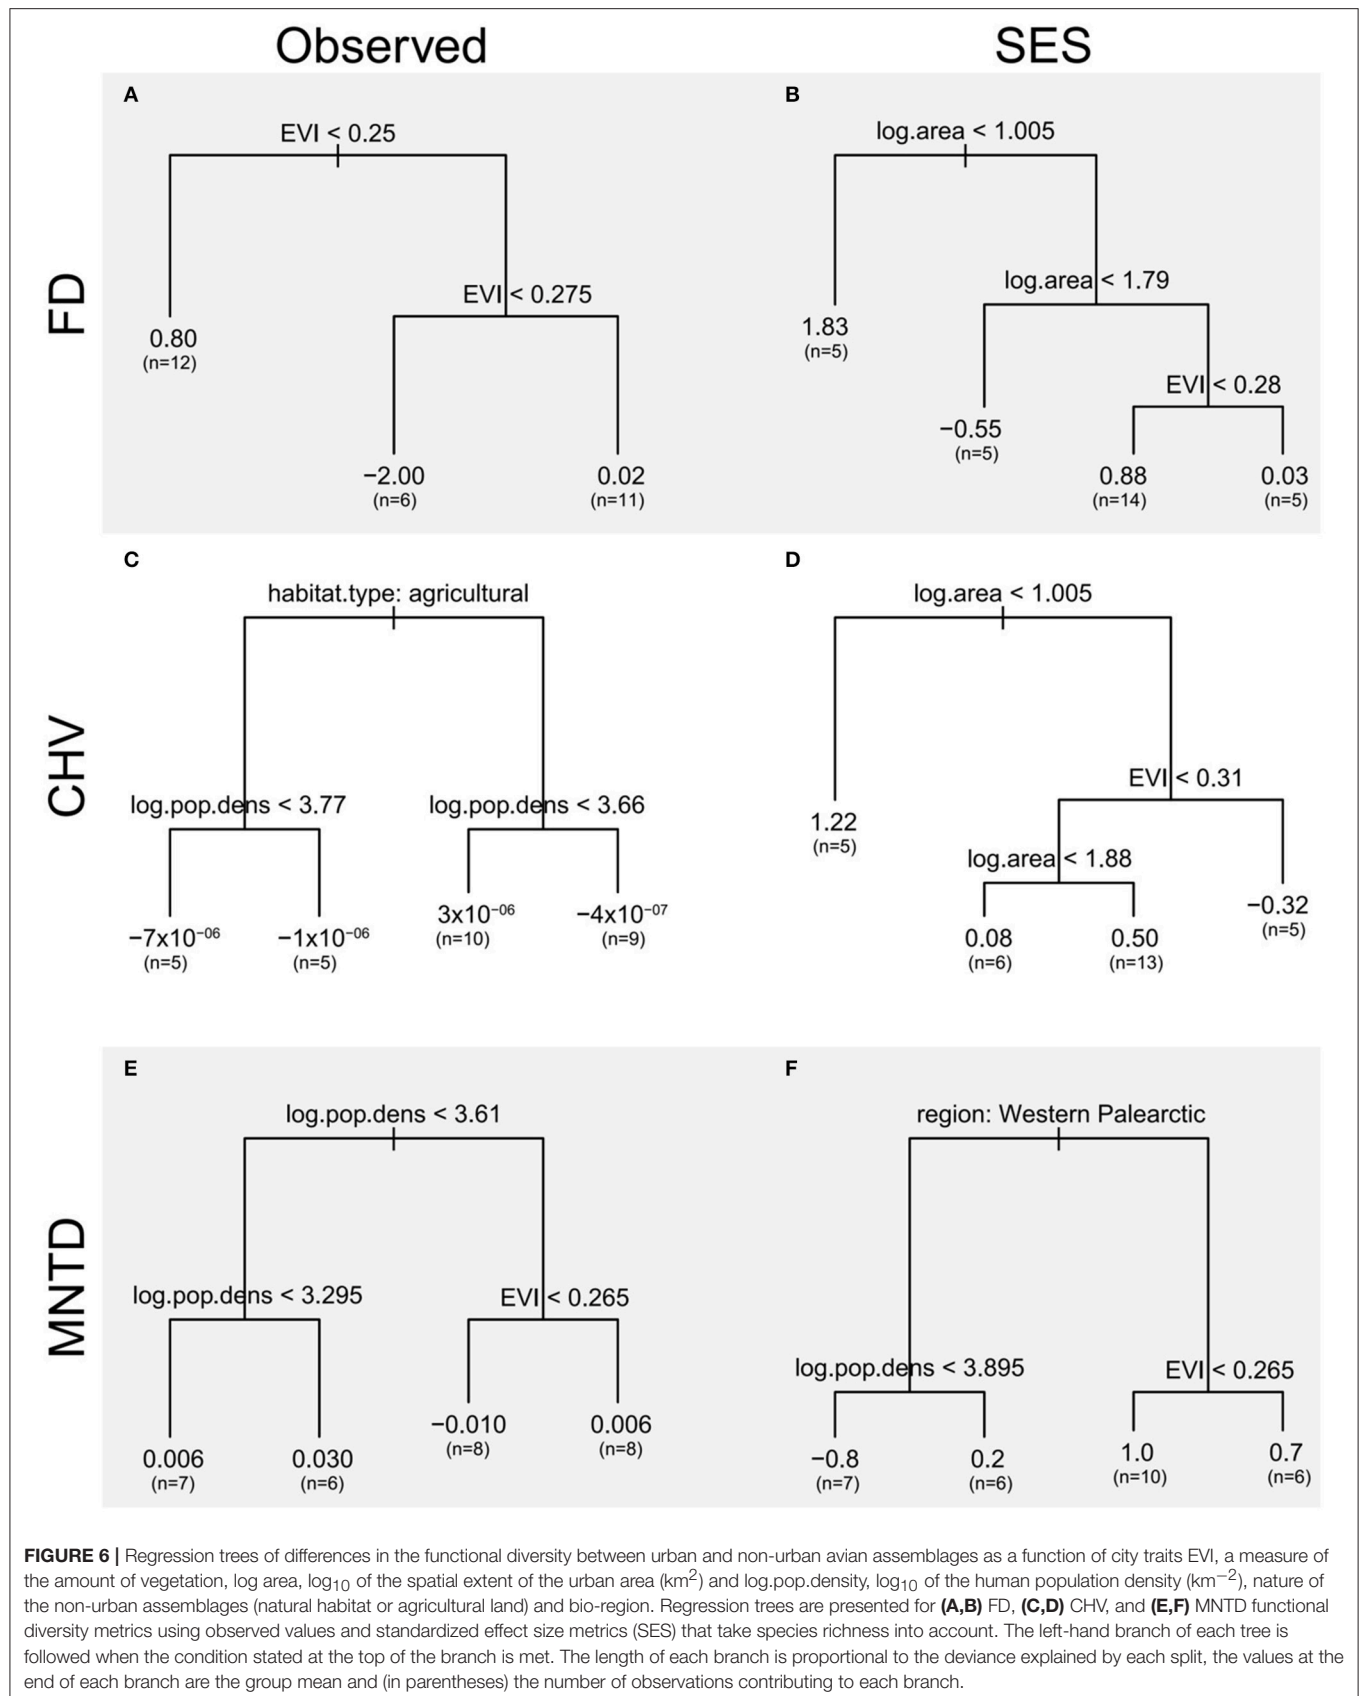 Observed
SES
FD
A
EVI < 0.25
0.80
(n=12)
EVI < 0.275
−2.00
(n=6)
0.02
(n=11)
B
log.area < 1.005
1.83
(n=5)
log.area < 1.79
−0.55
(n=5)
EVI < 0.28
0.88
(n=14)
0.03
(n=5)
CHV
C
habitat.type: agricultural
log.pop.dens < 3.77
log.pop.dens < 3.66
−7x10⁻⁰⁶
(n=5)
−1x10⁻⁰⁶
(n=5)
3x10⁻⁰⁶
(n=10)
−4x10⁻⁰⁷
(n=9)
D
log.area < 1.005
1.22
(n=5)
EVI < 0.31
log.area < 1.88
0.08
(n=6)
0.50
(n=13)
−0.32
(n=5)
MNTD
E
log.pop.dens < 3.61
log.pop.dens < 3.295
EVI < 0.265
0.006
(n=7)
0.030
(n=6)
−0.010
(n=8)
0.006
(n=8)
F
region: Western Palearctic
log.pop.dens < 3.895
EVI < 0.265
−0.8
(n=7)
0.2
(n=6)
1.0
(n=10)
0.7
(n=6)
FIGURE 6 | Regression trees of differences in the functional diversity between urban and non-urban avian assemblages as a function of city traits EVI, a measure of
the amount of vegetation, log area, log₁₀ of the spatial extent of the urban area (km²) and log.pop.density, log₁₀ of the human population density (km⁻²), nature of
the non-urban assemblages (natural habitat or agricultural land) and bio-region. Regression trees are presented for (A,B) FD, (C,D) CHV, and (E,F) MNTD functional
diversity metrics using observed values and standardized effect size metrics (SES) that take species richness into account. The left-hand branch of each tree is
followed when the condition stated at the top of the branch is met. The length of each branch is proportional to the deviance explained by each split, the values at the
end of each branch are the group mean and (in parentheses) the number of observations contributing to each branch.